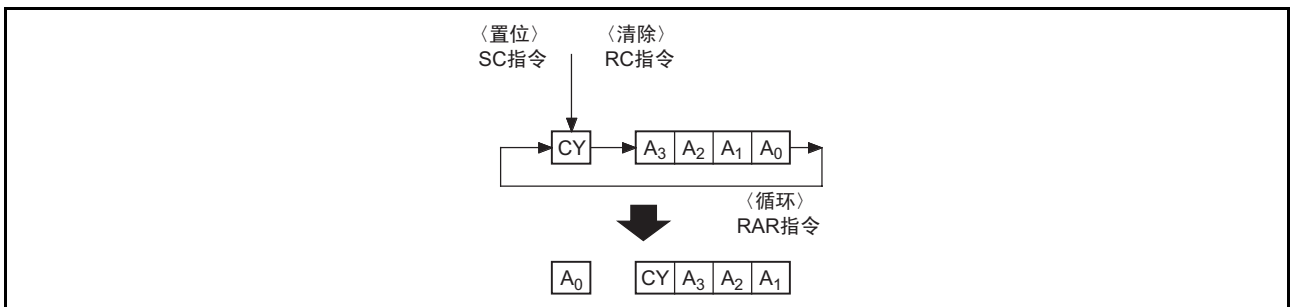 〈置位〉 〈清除〉
SC指令 RC指令
CY A₃ A₂ A₁ A₀
〈循环〉
RAR指令
A₀ CY A₃ A₂ A₁